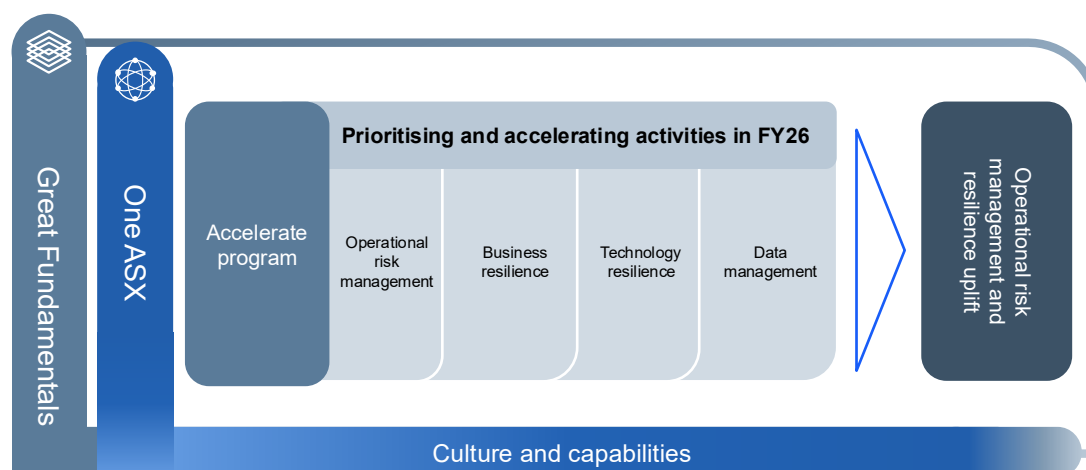 Great Fundamentals
One ASX
Accelerate
program
Prioritising and accelerating activities in FY26
Operational
risk
management
Business
resilience
Technology
resilience
Data
management
Operational risk
management and
resilience uplift
Culture and capabilities